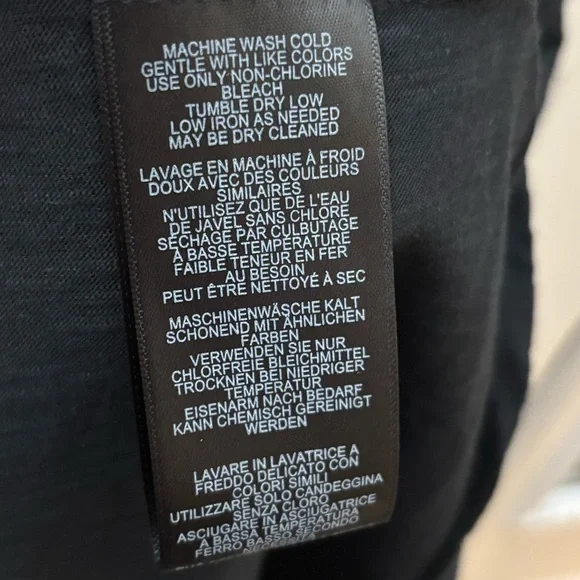 MACHINE WASH COLD
GENTLE WITH LIKE COLORS
USE ONLY NON-CHLORINE
BLEACH
TUMBLE DRY LOW
LOW IRON AS NEEDED
MAY BE DRY CLEANED
LAVAGE EN MACHINE À FROID
DOUX AVEC DES COULEURS
SIMILAIRES
N'UTILISEZ QUE DE L'EAU
DE JAVEL SANS CHLORE
SÉCHAGE PAR CULBUTAGE
À BASSE TEMPÉRATURE
FAIBLE TENEUR EN FER
AU BESOIN
PEUT ÊTRE NETTOYÉ À SEC
MASCHINENWÄSCHE KALT
SCHONEND MIT ÄHNLICHEN
FARBEN
VERWENDEN SIE NUR
CHLORFREIE BLEICHMITTEL
TROCKNEN BEI NIEDRIGER
TEMPERATUR
EISENARM NACH BEDARF
KANN CHEMISCH GEREINIGT
WERDEN
LAVARE IN LAVATRICE A
FREDDO DELICATO CON
COLORI SIMILI
UTILIZZARE SOLO CANDEGGINA
SENZA CLORO
ASCIUGARE IN ASCIUGATRICE
A BASSA TEMPERATURA
FERRO BASSO SECONDO